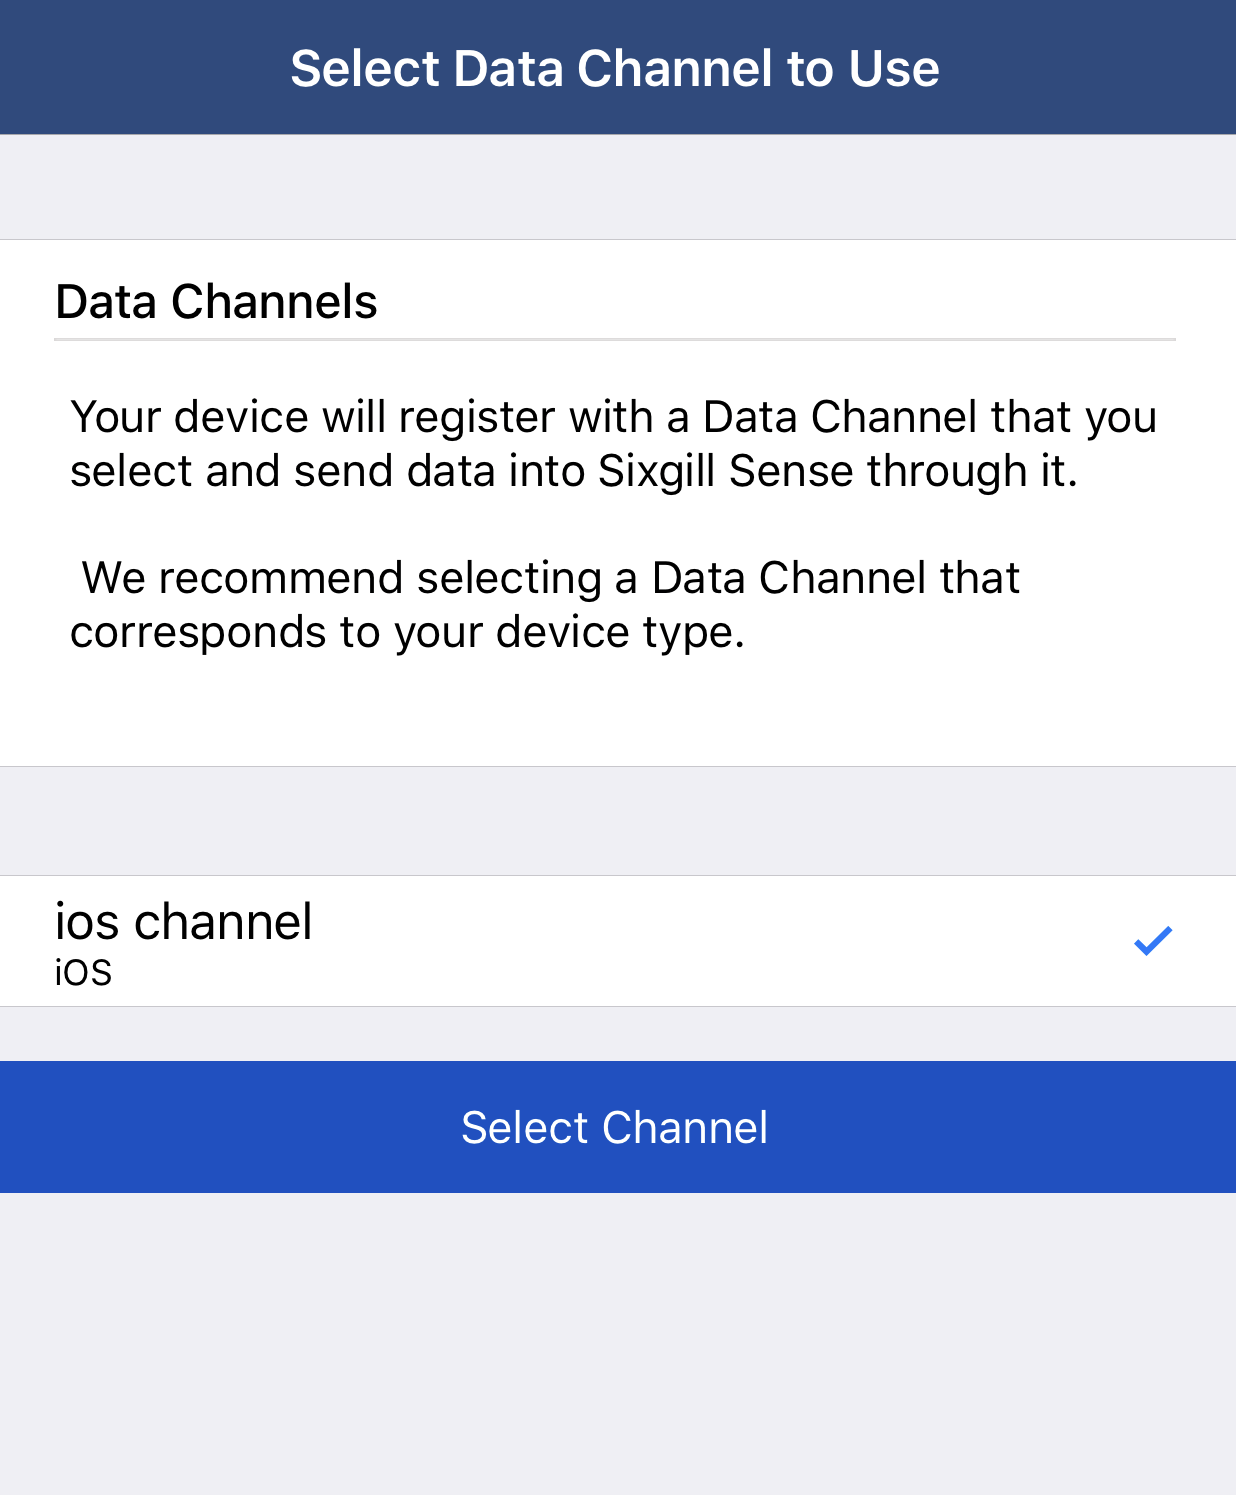 Select Data Channel to Use
Data Channels
Your device will register with a Data Channel that you
select and send data into Sixgill Sense through it.
We recommend selecting a Data Channel that
corresponds to your device type.
ios channel
iOS
Select Channel